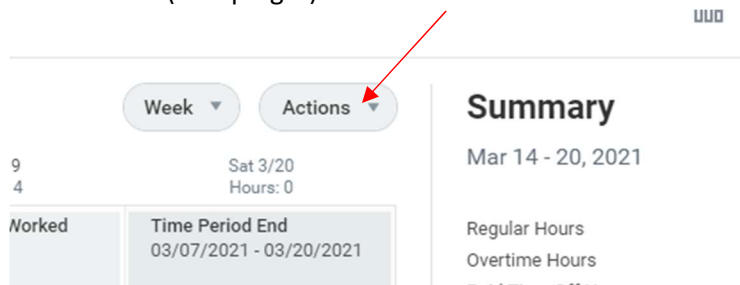 Week
Actions
Summary
Mar 14 - 20, 2021
9
4
Sat 3/20
Hours: 0
Worked
Time Period End
03/07/2021 - 03/20/2021
Regular Hours
Overtime Hours